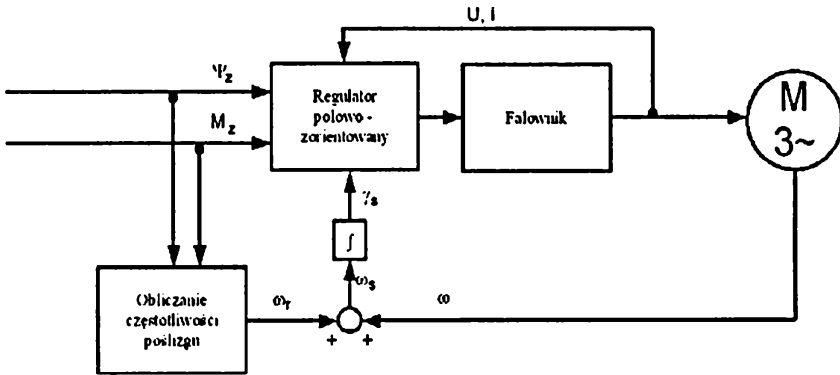 U, I
Ψz
Mz
Regulator
polowo -
zorientowany
Falownik
M
3~
γs
∫
ωs
Obliczanie
częstotliwości
poślizgu
ωr
ω
+ +